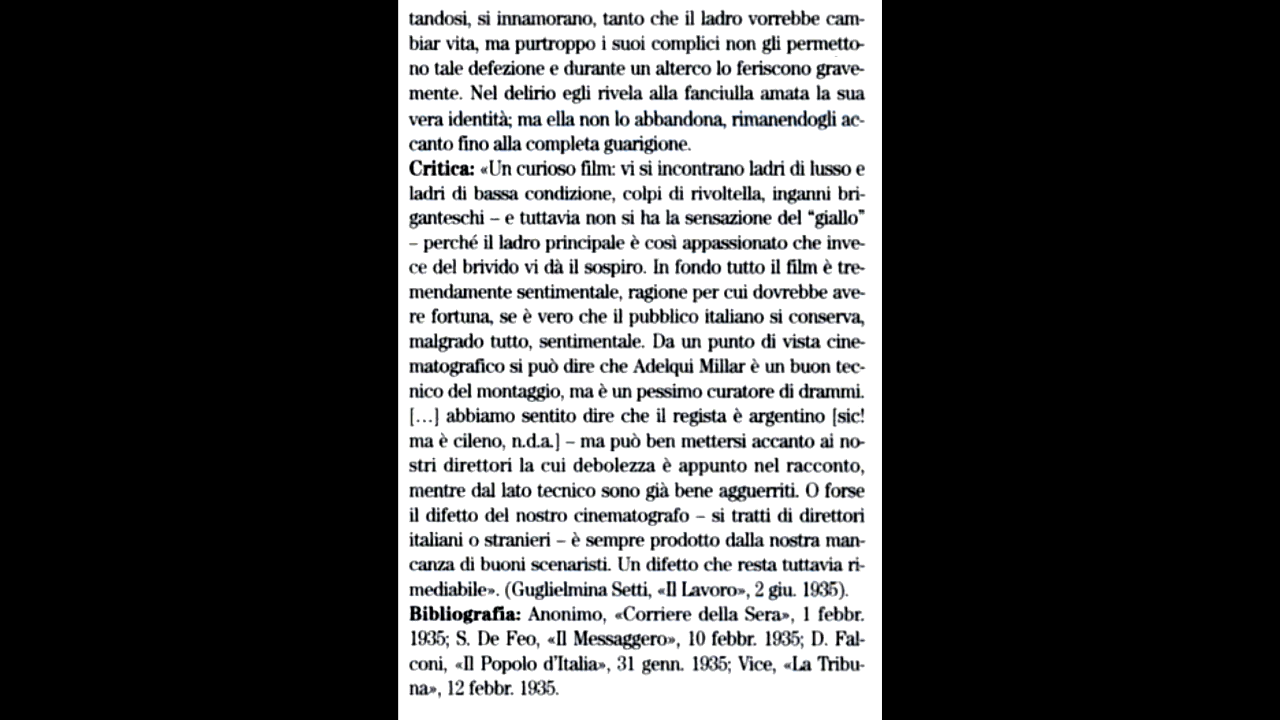 tandosi, si innamorano, tanto che il ladro vorrebbe cam-
biar vita, ma purtroppo i suoi complici non gli permetto-
no tale defezione e durante un alterco lo feriscono grave-
mente. Nel delirio egli rivela alla fanciulla amata la sua
vera identità; ma ella non lo abbandona, rimanendogli ac-
canto fino alla completa guarigione.
Critica: «Un curioso film: vi si incontrano ladri di lusso e
ladri di bassa condizione, colpi di rivoltella, inganni bri-
ganteschi – e tuttavia non si ha la sensazione del “giallo”
– perché il ladro principale è così appassionato che inve-
ce del brivido vi dà il sospiro. In fondo tutto il film è tre-
mendamente sentimentale, ragione per cui dovrebbe ave-
re fortuna, se è vero che il pubblico italiano si conserva,
malgrado tutto, sentimentale. Da un punto di vista cine-
matografico si può dire che Adelqui Millar è un buon tec-
nico del montaggio, ma è un pessimo curatore di drammi.
[…] abbiamo sentito dire che il regista è argentino [sic!
ma è cileno, n.d.a.] – ma può ben mettersi accanto ai no-
stri direttori la cui debolezza è appunto nel racconto,
mentre dal lato tecnico sono già bene agguerriti. O forse
il difetto del nostro cinematografo – si tratti di direttori
italiani o stranieri – è sempre prodotto dalla nostra man-
canza di buoni scenaristi. Un difetto che resta tuttavia ri-
mediabile». (Guglielmina Setti, «Il Lavoro», 2 giu. 1935).
Bibliografia: Anonimo, «Corriere della Sera», 1 febbr.
1935; S. De Feo, «Il Messaggero», 10 febbr. 1935; D. Fal-
coni, «Il Popolo d’Italia», 31 genn. 1935; Vice, «La Tribu-
na», 12 febbr. 1935.